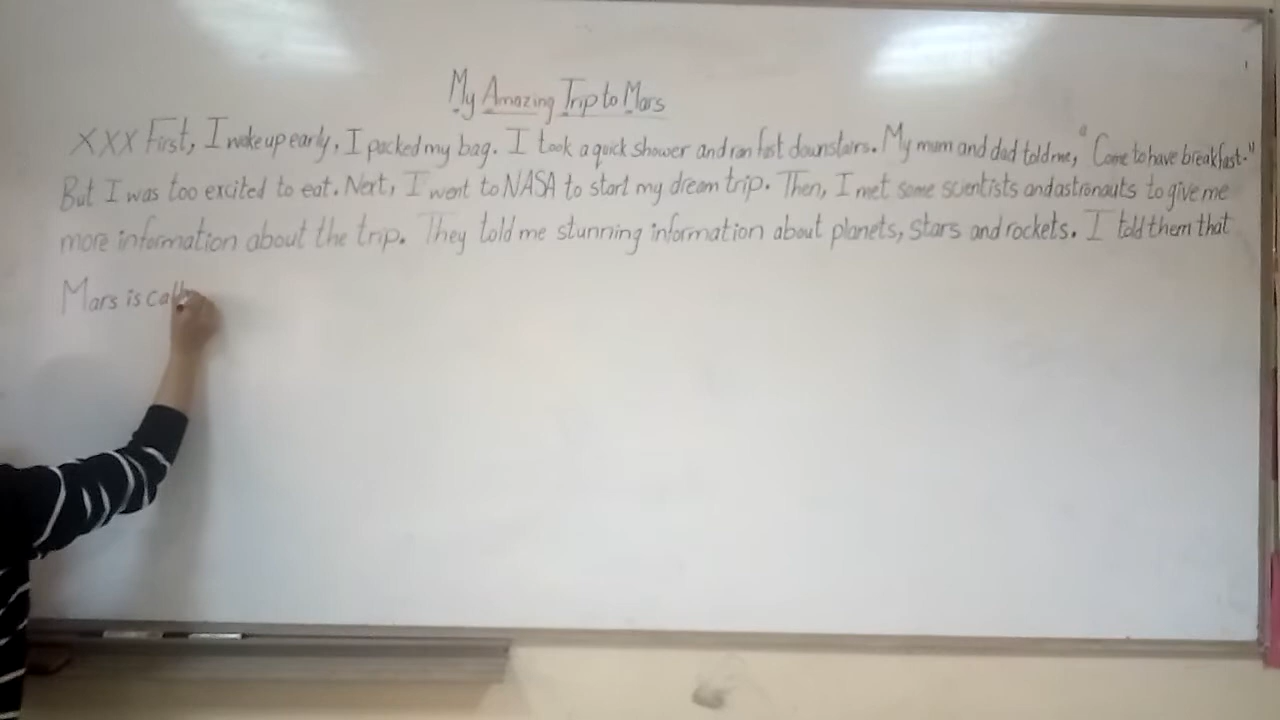 My Amazing Trip to Mars
XXX First, I woke up early, I packed my bag. I took a quick shower and ran fast downstairs. My mum and dad told me, "Come to have breakfast."
But I was too excited to eat. Next, I went to NASA to start my dream trip. Then, I met some scientists and astronauts to give me
more information about the trip. They told me stunning information about planets, stars and rockets. I told them that
Mars is call